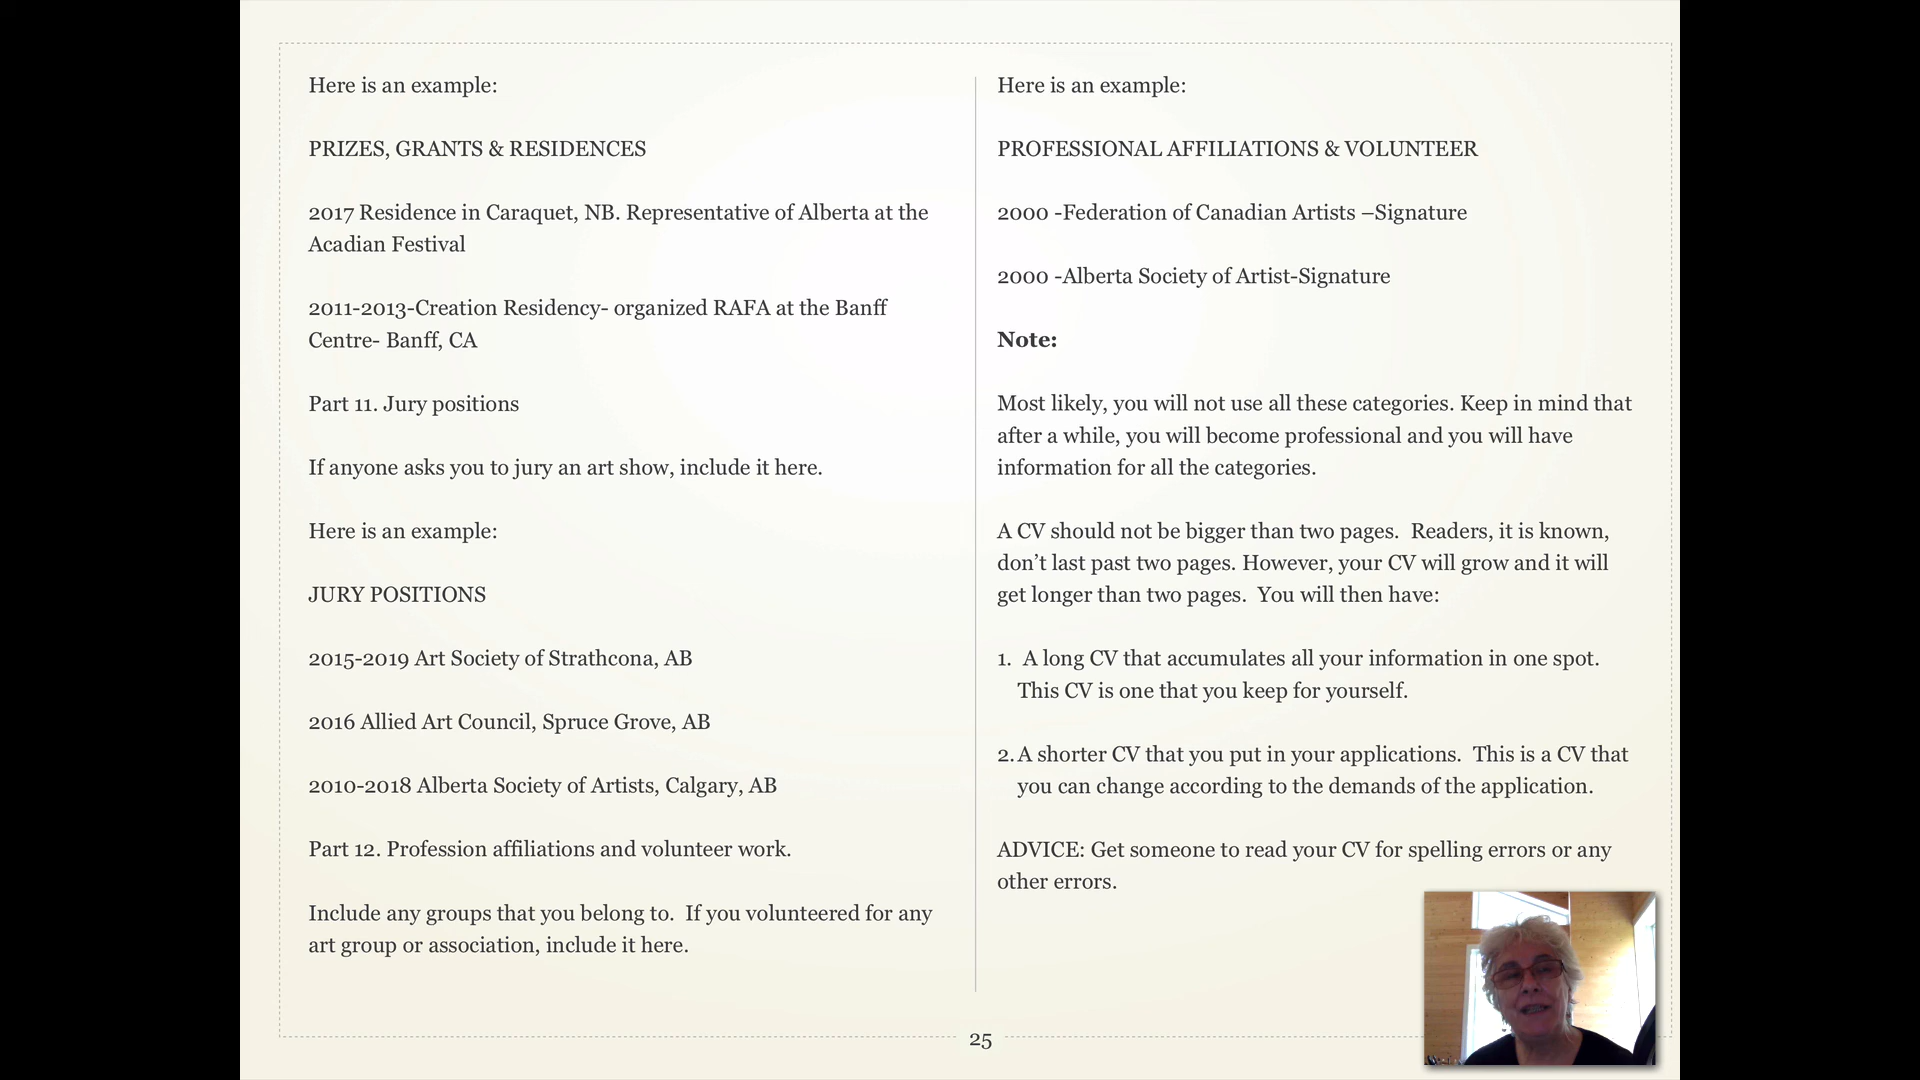 Here is an example:
PRIZES, GRANTS & RESIDENCES
2017 Residence in Caraquet, NB. Representative of Alberta at the
Acadian Festival
2011-2013-Creation Residency- organized RAFA at the Banff
Centre- Banff, CA
Part 11. Jury positions
If anyone asks you to jury an art show, include it here.
Here is an example:
JURY POSITIONS
2015-2019 Art Society of Strathcona, AB
2016 Allied Art Council, Spruce Grove, AB
2010-2018 Alberta Society of Artists, Calgary, AB
Part 12. Profession affiliations and volunteer work.
Include any groups that you belong to.  If you volunteered for any
art group or association, include it here.
Here is an example:
PROFESSIONAL AFFILIATIONS & VOLUNTEER
2000 -Federation of Canadian Artists –Signature
2000 -Alberta Society of Artist-Signature
Note:
Most likely, you will not use all these categories. Keep in mind that
after a while, you will become professional and you will have
information for all the categories.
A CV should not be bigger than two pages.  Readers, it is known,
don’t last past two pages. However, your CV will grow and it will
get longer than two pages.  You will then have:
1.  A long CV that accumulates all your information in one spot.
This CV is one that you keep for yourself.
2. A shorter CV that you put in your applications.  This is a CV that
you can change according to the demands of the application.
ADVICE: Get someone to read your CV for spelling errors or any
other errors.
25